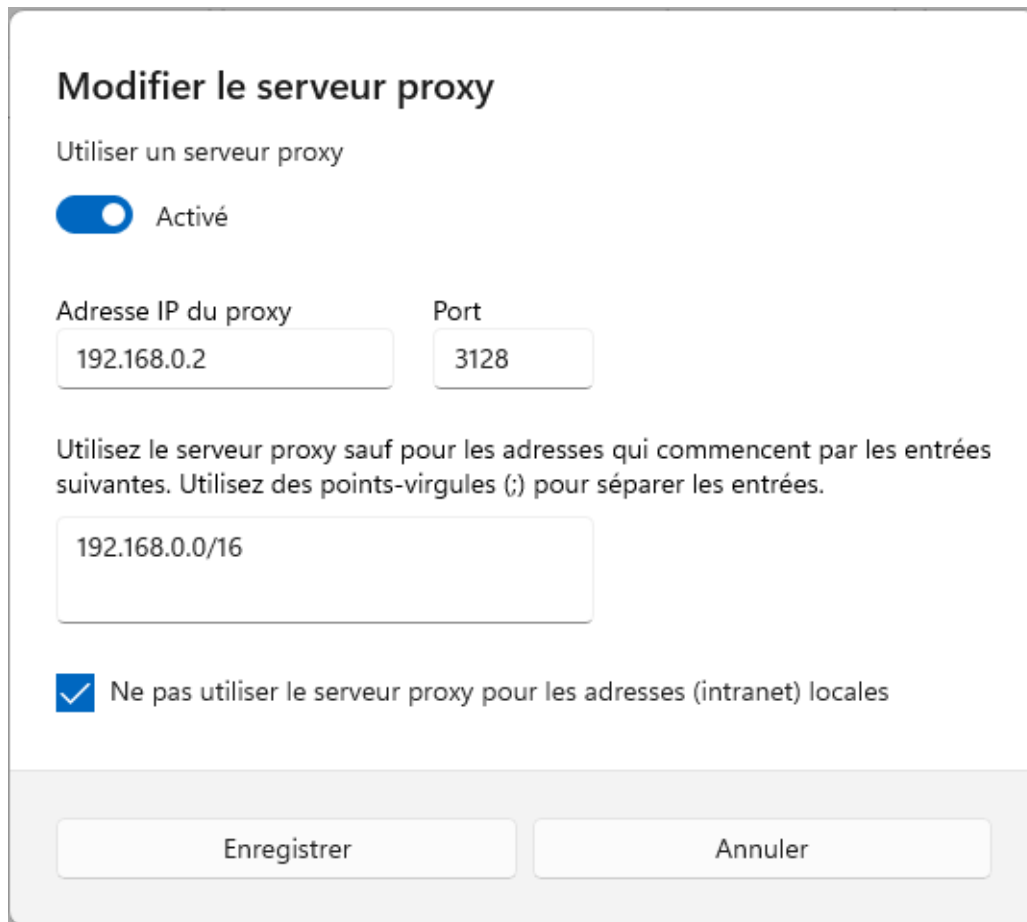 Modifier le serveur proxy
Utiliser un serveur proxy
Activé
Adresse IP du proxy
Port
192.168.0.2
3128
Utilisez le serveur proxy sauf pour les adresses qui commencent par les entrées
suivantes. Utilisez des points-virgules (;) pour séparer les entrées.
192.168.0.0/16
Ne pas utiliser le serveur proxy pour les adresses (intranet) locales
Enregistrer
Annuler